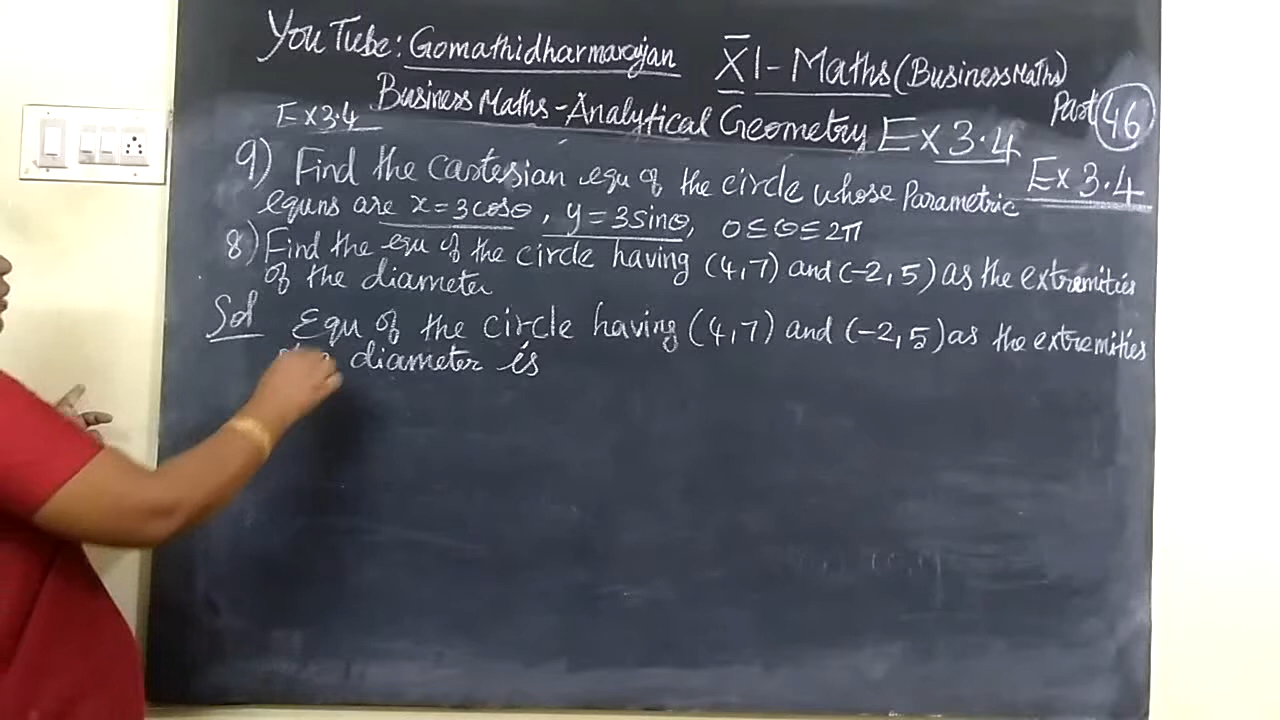 YouTube: Gomathidharmarajan XI - Maths (Business Maths)
Business Maths - Analytical Geometry Ex 3.4 Part 46
Ex 3.4
9) Find the cartesian equ of the circle whose Parametric Ex 3.4
equns are x = 3cosθ, y = 3sinθ, 0 ≤ θ ≤ 2π
8) Find the equ of the circle having (4, 7) and (-2, 5) as the extremities
of the diameter
Sol Equ of the circle having (4, 7) and (-2, 5) as the extremities
diameter is